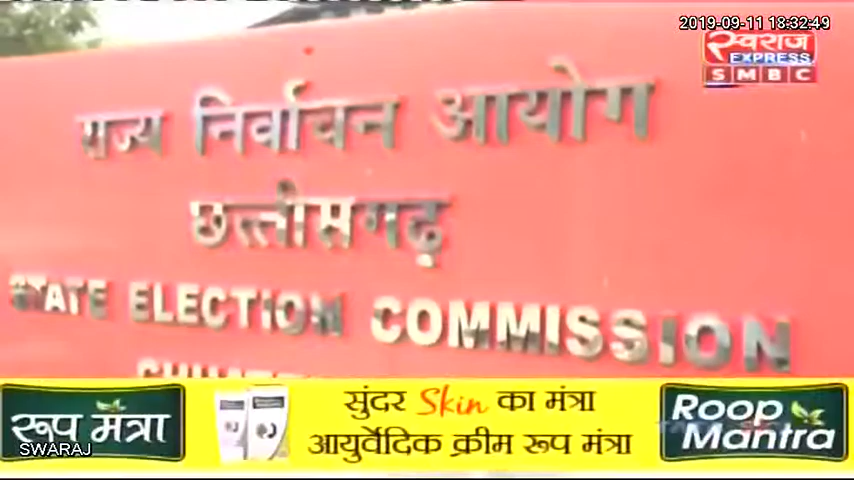 2019-09-11 18:32:49
स्वराज
EXPRESS
SMBC
राज्य निर्वाचन आयोग
छत्तीसगढ़
STATE ELECTION COMMISSION
रूप मंत्रा
SWARAJ
सुंदर Skin का मंत्रा
आयुर्वेदिक क्रीम रूप मंत्रा
Roop
Mantra